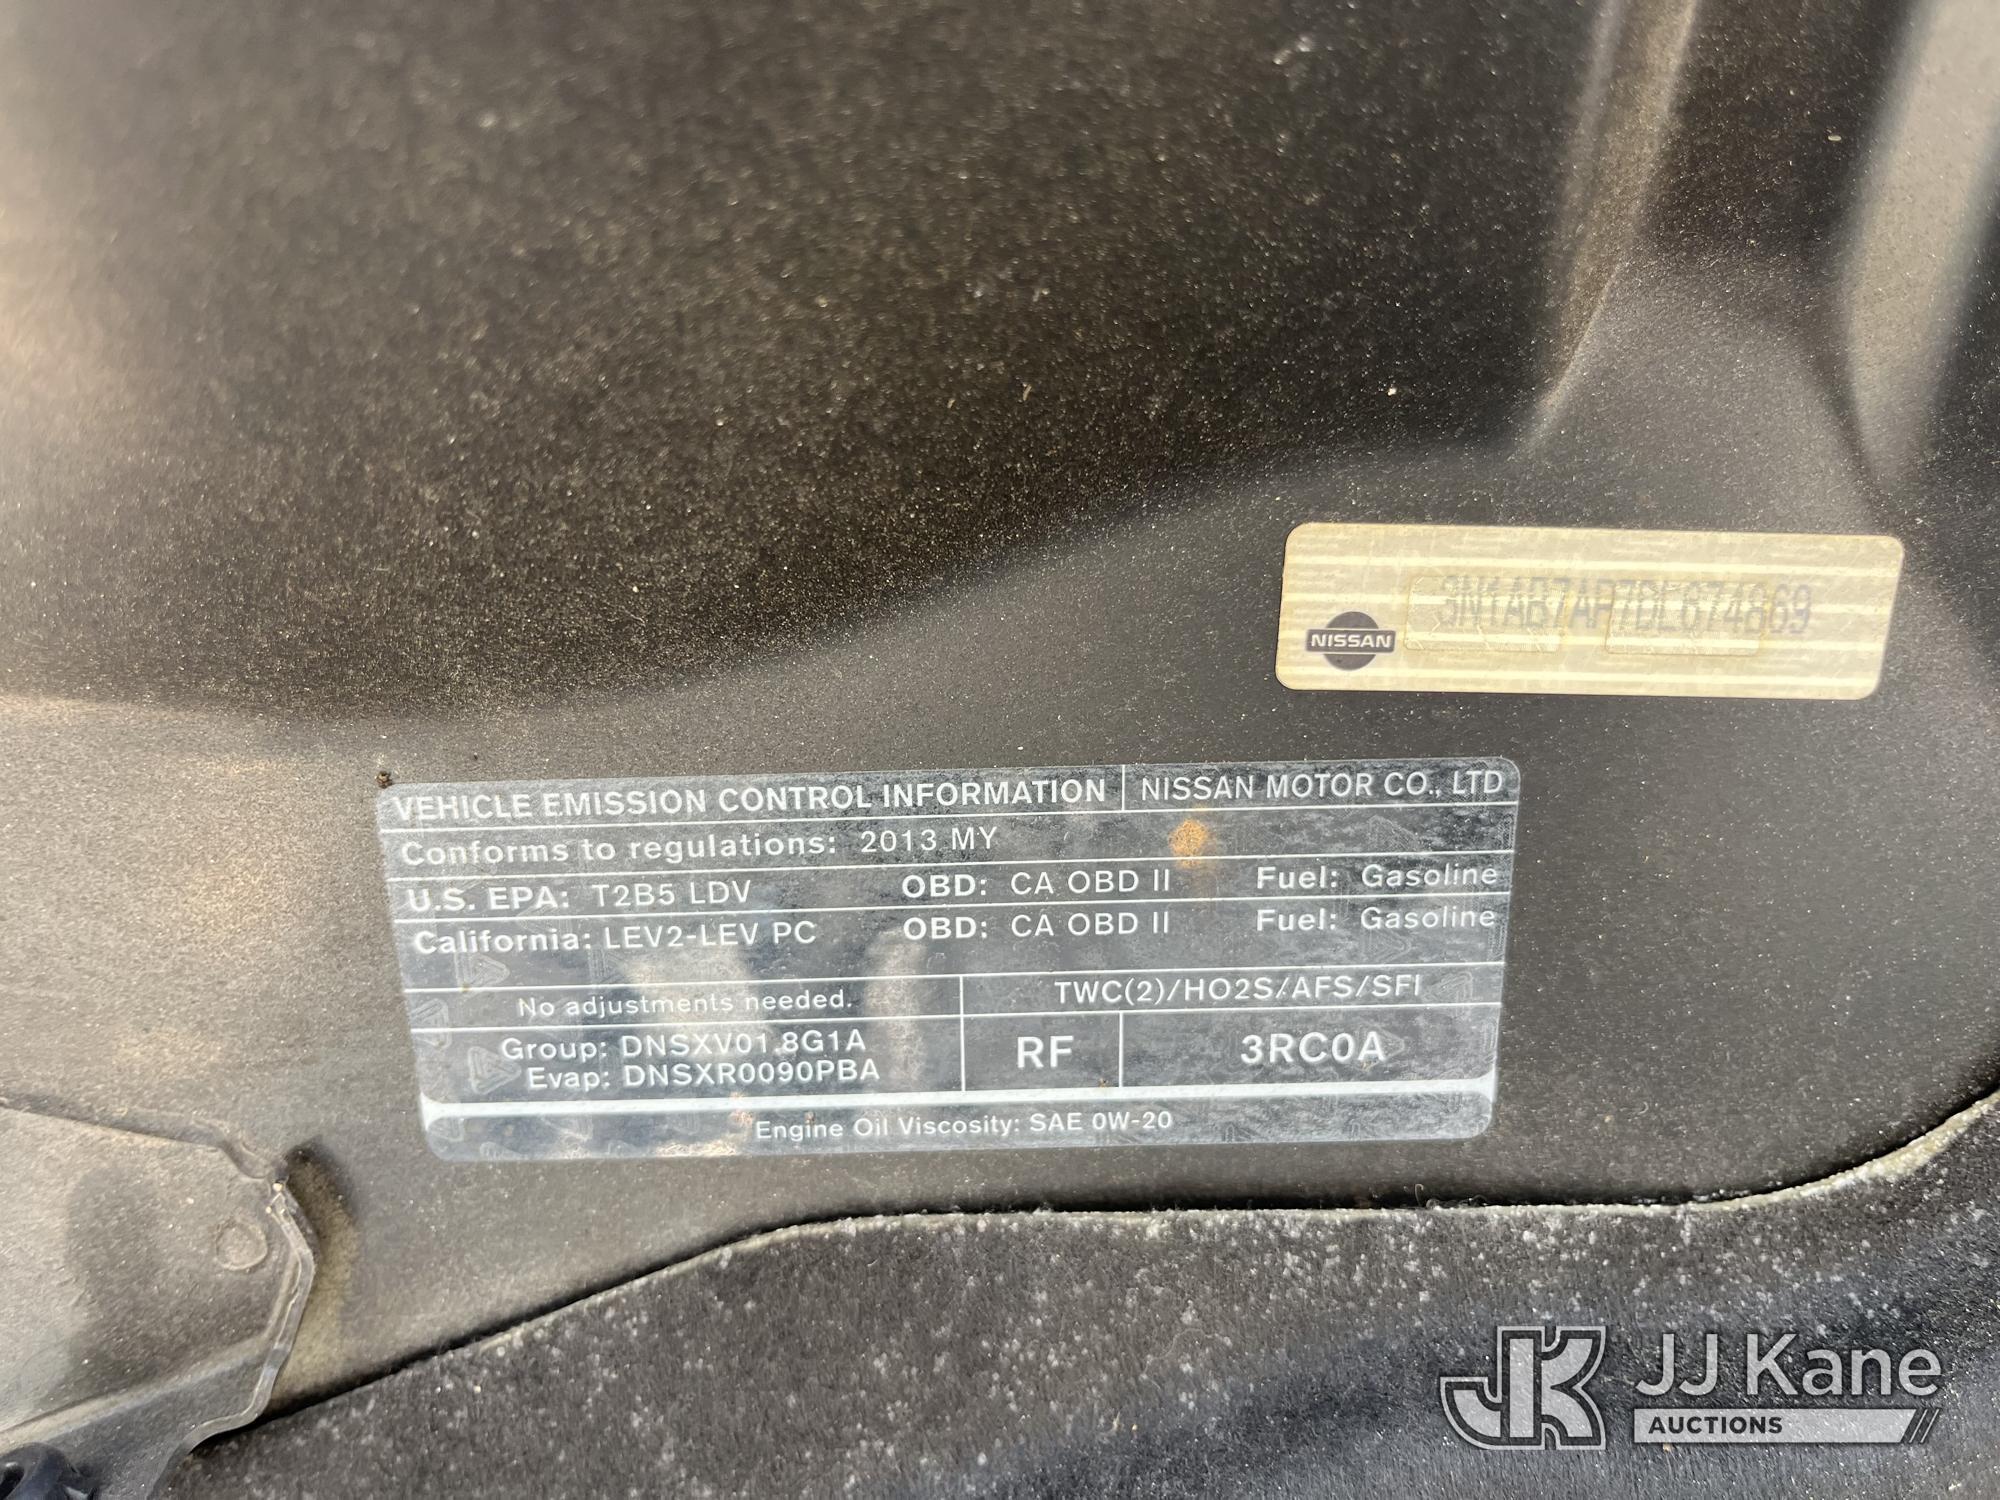 3N1AB7AP7DL674869
NISSAN
VEHICLE EMISSION CONTROL INFORMATION NISSAN MOTOR CO., LTD
Conforms to regulations: 2013 MY
U.S. EPA: T2B5 LDV OBD: CA OBD II Fuel: Gasoline
California: LEV2-LEV PC OBD: CA OBD II Fuel: Gasoline
No adjustments needed. TWC(2)/HO2S/AFS/SFI
Group: DNSXV01.8G1A RF 3RC0A
Evap: DNSXR0090PBA
Engine Oil Viscosity: SAE 0W-20
JK JJ Kane
AUCTIONS